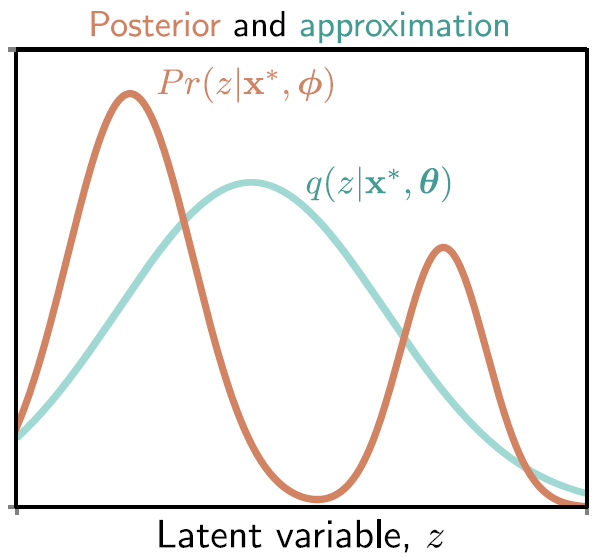 Posterior and approximation
Pr(z|x*, ϕ)
q(z|x*, θ)
Latent variable, z